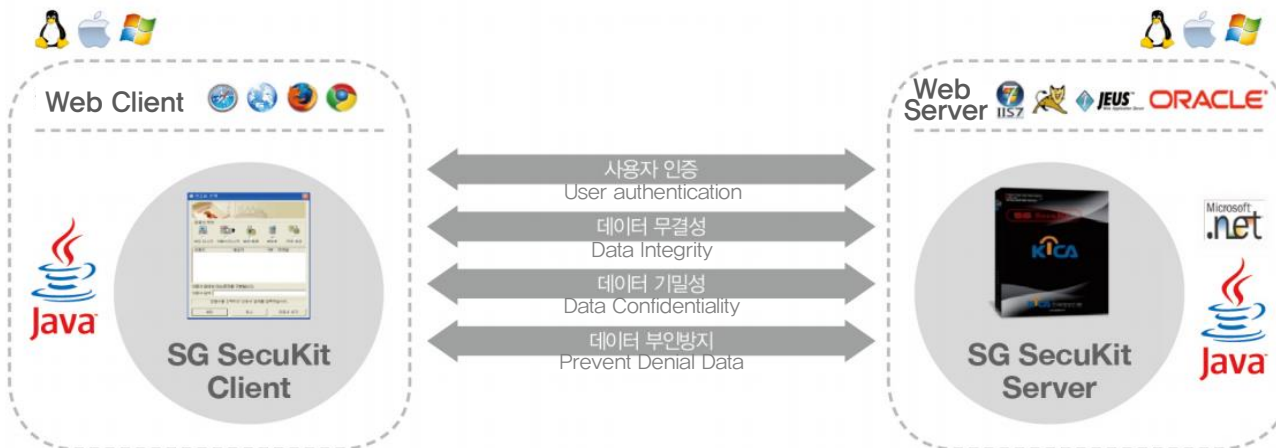 Web Client
Web
Server
IIS7
JEUS
ORACLE
사용자 인증
User authentication
데이터 무결성
Data Integrity
데이터 기밀성
Data Confidentiality
데이터 부인방지
Prevent Denial Data
Java
SG SecuKit
Client
KICA
SG SecuKit
Server
Microsoft
.net
Java